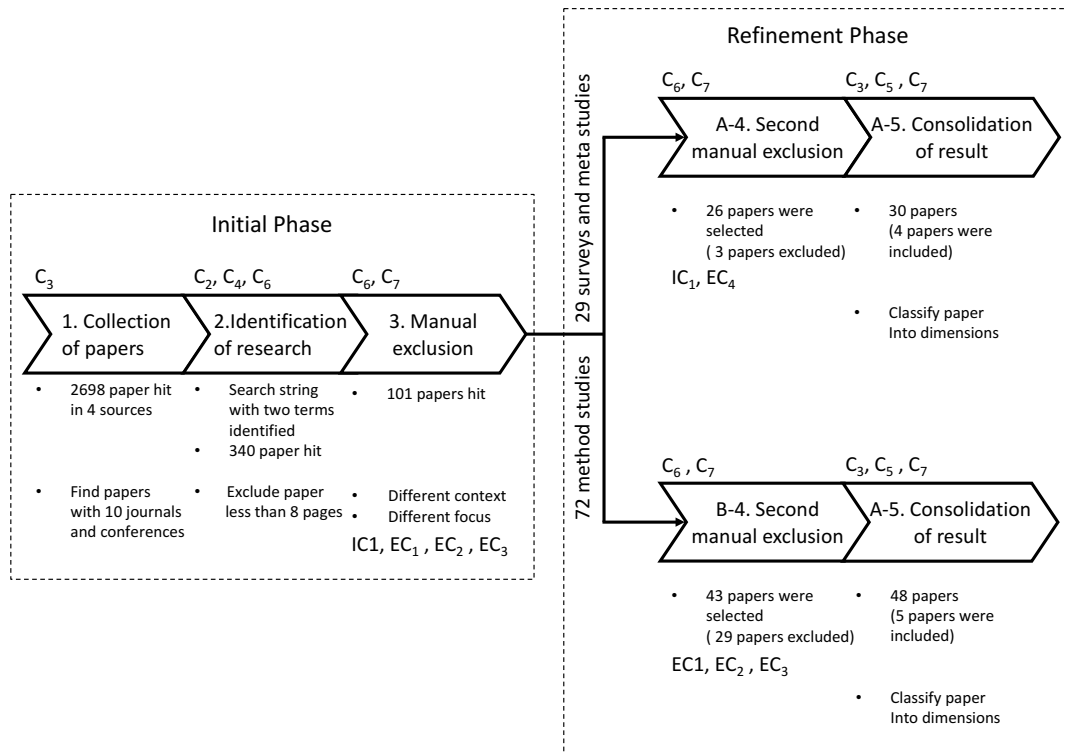 Initial Phase
C3
1. Collection
of papers
• 2698 paper hit
in 4 sources
• Find papers
with 10 journals
and conferences
C2, C4, C6
2.Identification
of research
• Search string
with two terms
identified
• 340 paper hit
• Exclude paper
less than 8 pages
C6, C7
3. Manual
exclusion
• 101 papers hit
• Different context
• Different focus
IC1, EC1 , EC2 , EC3
29 surveys and meta studies
72 method studies
Refinement Phase
C6, C7
A-4. Second
manual exclusion
• 26 papers were
selected
( 3 papers excluded)
IC1, EC4
C3, C5 , C7
A-5. Consolidation
of result
• 30 papers
(4 papers were
included)
• Classify paper
Into dimensions
C6 , C7
B-4. Second
manual exclusion
• 43 papers were
selected
( 29 papers excluded)
EC1, EC2 , EC3
C3, C5 , C7
A-5. Consolidation
of result
• 48 papers
(5 papers were
included)
• Classify paper
Into dimensions